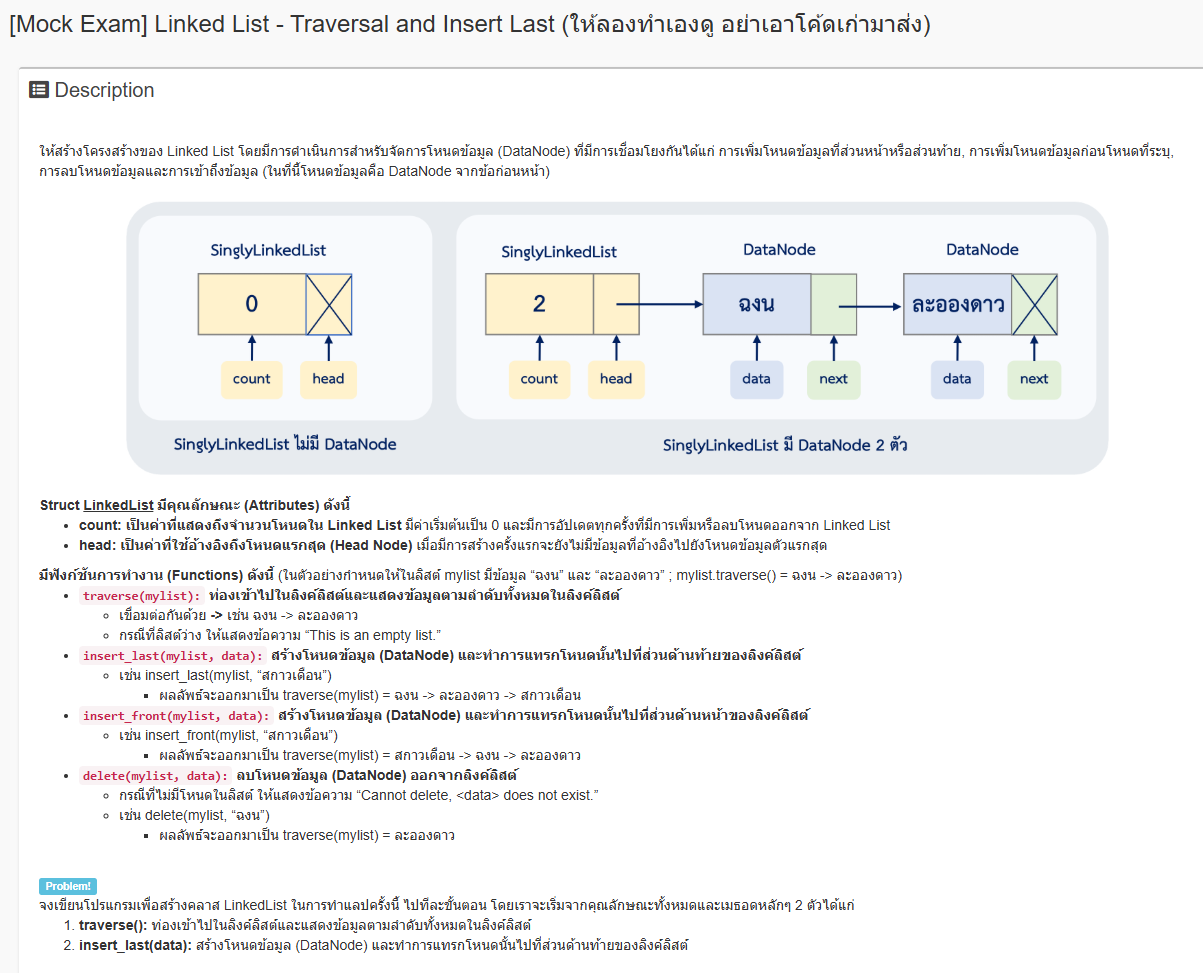 [Mock Exam] Linked List - Traversal and Insert Last (ให้ลองทำเองดู อย่าเอาโค้ดเก่ามาส่ง)
Description
ให้สร้างโครงสร้างของ Linked List โดยมีการดำเนินการสำหรับจัดการโหนดข้อมูล (DataNode) ที่มีการเชื่อมโยงกันได้แก่ การเพิ่มโหนดข้อมูลที่ส่วนหน้าหรือส่วนท้าย, การเพิ่มโหนดข้อมูลก่อนโหนดที่ระบุ,
การลบโหนดข้อมูลและการเข้าถึงข้อมูล (ในที่นี้โหนดข้อมูลคือ DataNode จากข้อก่อนหน้า)
SinglyLinkedList
0
count
head
SinglyLinkedList ไม่มี DataNode
SinglyLinkedList
DataNode
DataNode
2
ฉงน
ละอองดาว
count
head
data
next
data
next
SinglyLinkedList มี DataNode 2 ตัว
Struct LinkedList มีคุณลักษณะ (Attributes) ดังนี้
• count: เป็นค่าที่แสดงถึงจำนวนโหนดใน Linked List มีค่าเริ่มต้นเป็น 0 และมีการอัปเดตทุกครั้งที่มีการเพิ่มหรือลบโหนดออกจาก Linked List
• head: เป็นค่าที่ใช้อ้างอิงถึงโหนดแรกสุด (Head Node) เมื่อมีการสร้างครั้งแรกจะยังไม่มีข้อมูลที่อ้างอิงไปยังโหนดข้อมูลตัวแรกสุด
มีฟังก์ชันการทำงาน (Functions) ดังนี้ (ในตัวอย่างกำหนดให้ในลิสต์ mylist มีข้อมูล “ฉงน” และ “ละอองดาว” ; mylist.traverse() = ฉงน -> ละอองดาว)
• traverse(mylist): ท่องเข้าไปในลิงค์ลิสต์และแสดงข้อมูลตามลำดับทั้งหมดในลิงค์ลิสต์
◦ เชื่อมต่อกันด้วย -> เช่น ฉงน -> ละอองดาว
◦ กรณีที่ลิสต์ว่าง ให้แสดงข้อความ “This is an empty list.”
• insert_last(mylist, data): สร้างโหนดข้อมูล (DataNode) และทำการแทรกโหนดนั้นไปที่ส่วนด้านท้ายของลิงค์ลิสต์
◦ เช่น insert_last(mylist, “สกาวเดือน”)
▪ ผลลัพธ์จะออกมาเป็น traverse(mylist) = ฉงน -> ละอองดาว -> สกาวเดือน
• insert_front(mylist, data): สร้างโหนดข้อมูล (DataNode) และทำการแทรกโหนดนั้นไปที่ส่วนด้านหน้าของลิงค์ลิสต์
◦ เช่น insert_front(mylist, “สกาวเดือน”)
▪ ผลลัพธ์จะออกมาเป็น traverse(mylist) = สกาวเดือน -> ฉงน -> ละอองดาว
• delete(mylist, data): ลบโหนดข้อมูล (DataNode) ออกจากลิงค์ลิสต์
◦ กรณีที่ไม่มีโหนดในลิสต์ ให้แสดงข้อความ “Cannot delete, <data> does not exist.”
◦ เช่น delete(mylist, “ฉงน”)
▪ ผลลัพธ์จะออกมาเป็น traverse(mylist) = ละอองดาว
Problem!
จงเขียนโปรแกรมเพื่อสร้างคลาส LinkedList ในการทำแลปครั้งนี้ ไปทีละขั้นตอน โดยเราจะเริ่มจากคุณลักษณะทั้งหมดและเมธอดหลักๆ 2 ตัวได้แก่
1. traverse(): ท่องเข้าไปในลิงค์ลิสต์และแสดงข้อมูลตามลำดับทั้งหมดในลิงค์ลิสต์
2. insert_last(data): สร้างโหนดข้อมูล (DataNode) และทำการแทรกโหนดนั้นไปที่ส่วนด้านท้ายของลิงค์ลิสต์